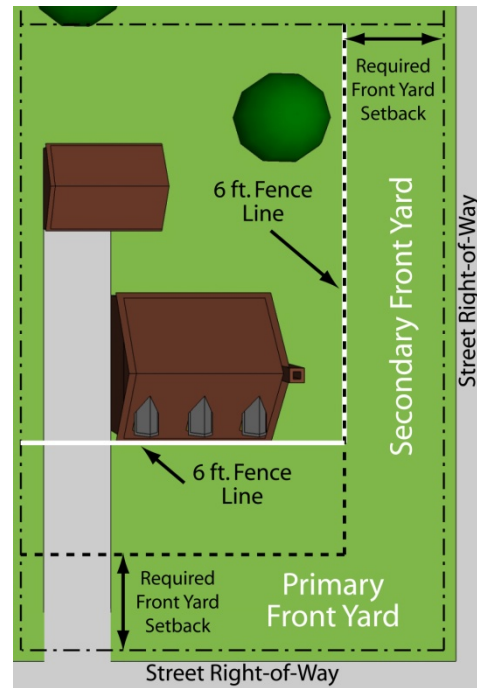 Required
Front Yard
Setback
6 ft. Fence
Line
Secondary Front Yard
Street Right-of-Way
6 ft. Fence
Line
Required
Front Yard
Setback
Primary
Front Yard
Street Right-of-Way